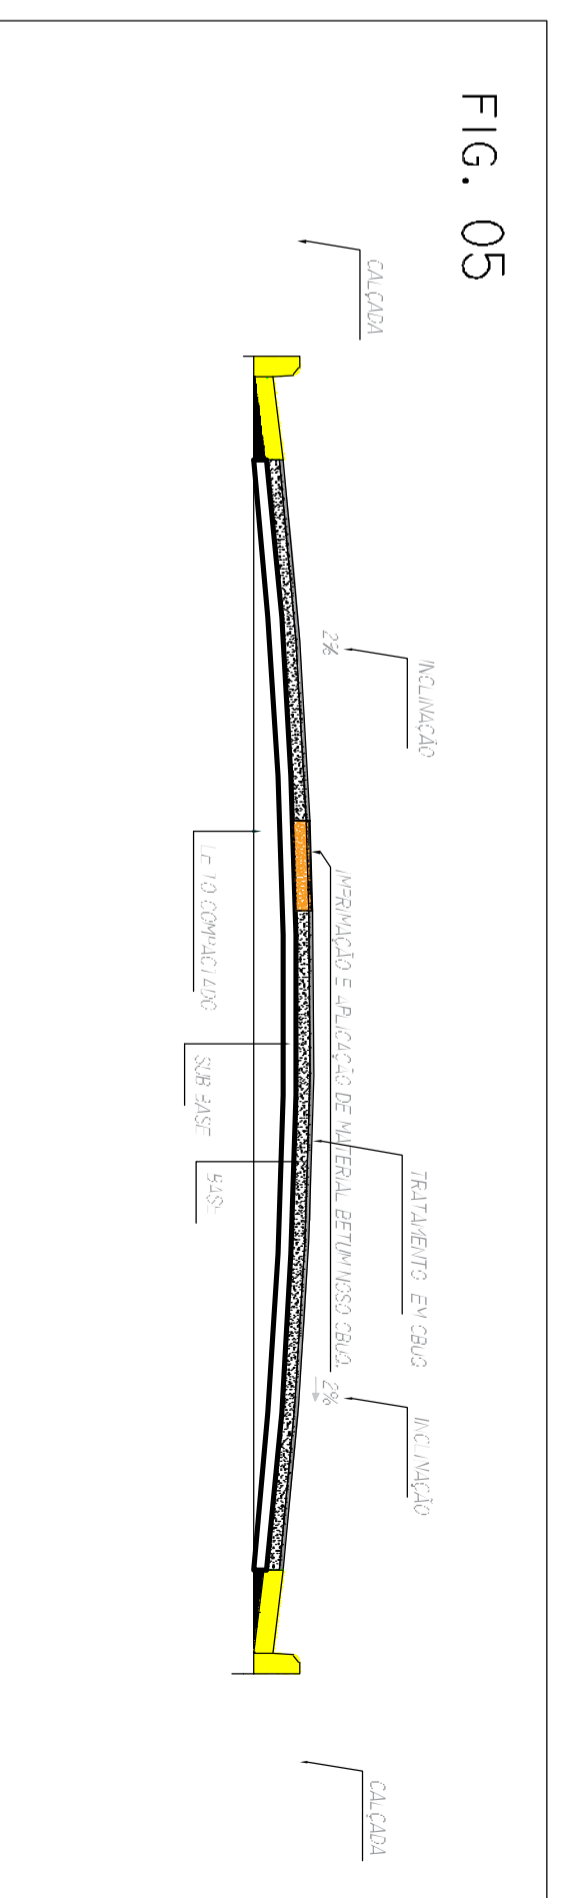 FIG. 05
CALÇADA
INCLINAÇÃO
2%
IMPRIMAÇÃO E APLICAÇÃO DE MATERIAL BETUMINOSO CBUQ.
TRATAMENTO EM CBUQ
INCLINAÇÃO
2%
LEITO COMPACTADO
SUB BASE
BASE
CALÇADA